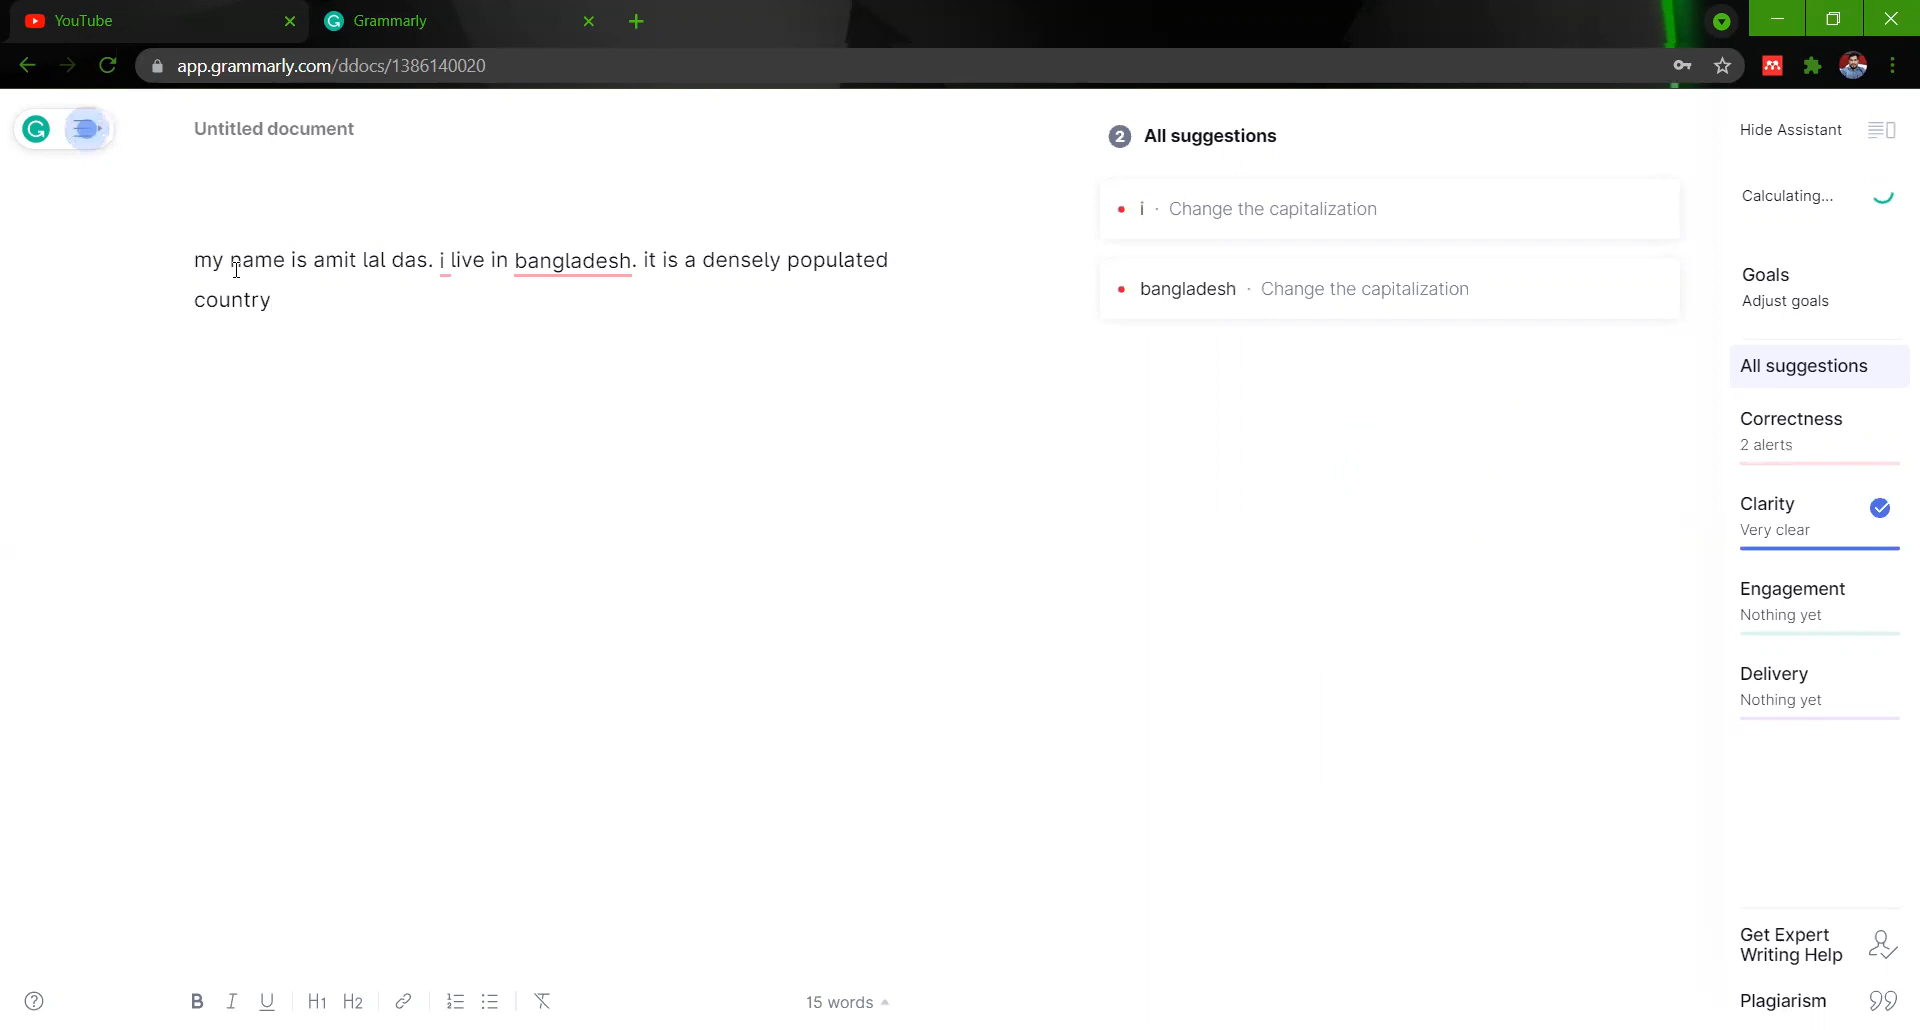 YouTube
Grammarly
app.grammarly.com/ddocs/1386140020
Untitled document
my name is amit lal das. i live in bangladesh. it is a densely populated
country
2 All suggestions
i · Change the capitalization
bangladesh · Change the capitalization
Hide Assistant
Calculating...
Goals
Adjust goals
All suggestions
Correctness
2 alerts
Clarity
Very clear
Engagement
Nothing yet
Delivery
Nothing yet
Get Expert
Writing Help
Plagiarism
B I U H1 H2
15 words